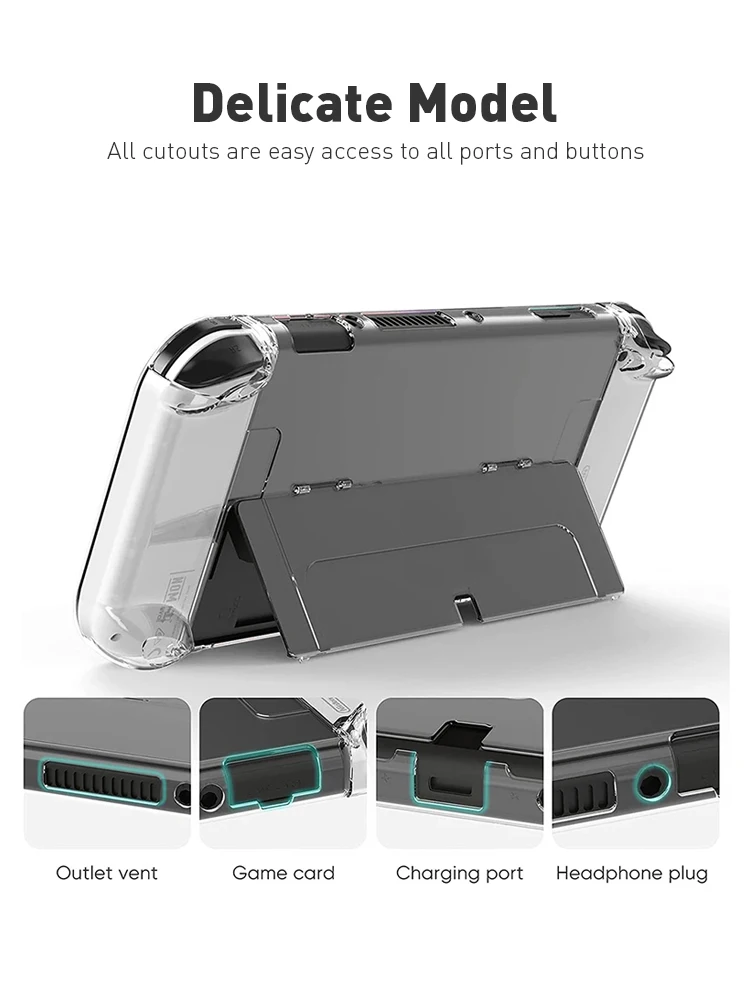 Delicate Model
All cutouts are easy access to all ports and buttons
Outlet vent
Game card
Charging port
Headphone plug